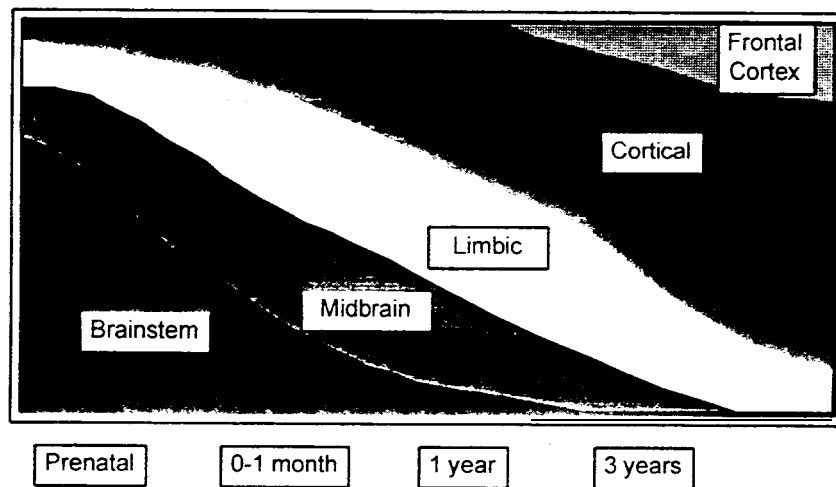 Frontal
Cortex
Cortical
Limbic
Midbrain
Brainstem
Prenatal
0-1 month
1 year
3 years